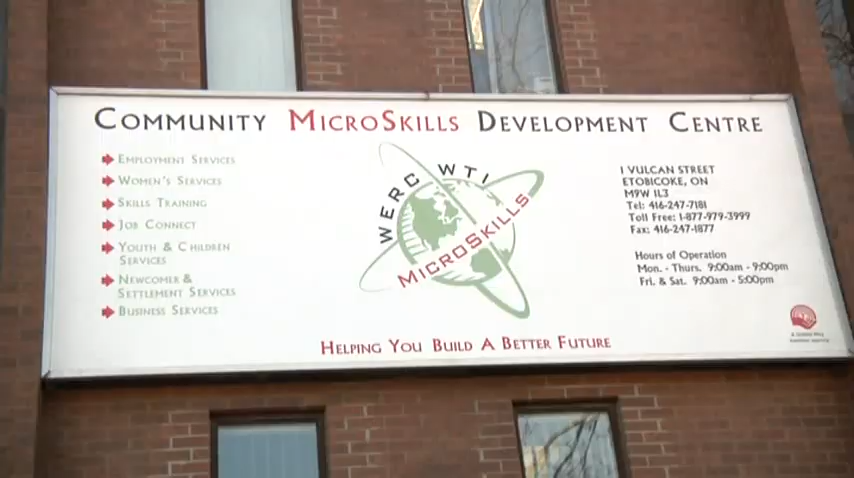 COMMUNITY MICROSKILLS DEVELOPMENT CENTRE
EMPLOYMENT SERVICES
WOMEN'S SERVICES
SKILLS TRAINING
JOB CONNECT
YOUTH & CHILDREN
SERVICES
NEWCOMER &
SETTLEMENT SERVICES
BUSINESS SERVICES
WERC WTI
MICROSKILLS
1 VULCAN STREET
ETOBICOKE, ON
M9W 1L3
Tel: 416-247-7181
Toll Free: 1-877-979-3999
Fax: 416-247-1877
Hours of Operation
Mon. - Thurs. 9:00am - 9:00pm
Fri. & Sat. 9:00am - 5:00pm
HELPING YOU BUILD A BETTER FUTURE